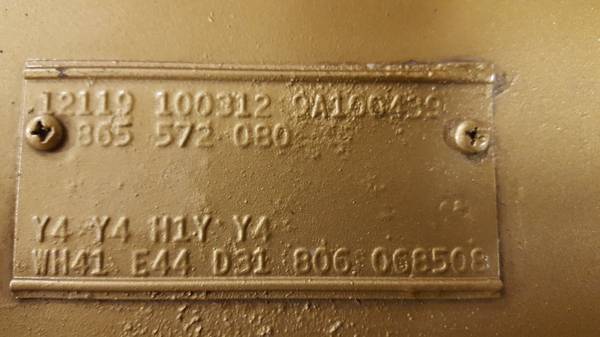 12119 100312 9A100439
865 572 080
Y4 Y4 H1Y Y4
WH41 E44 D31 806 068508